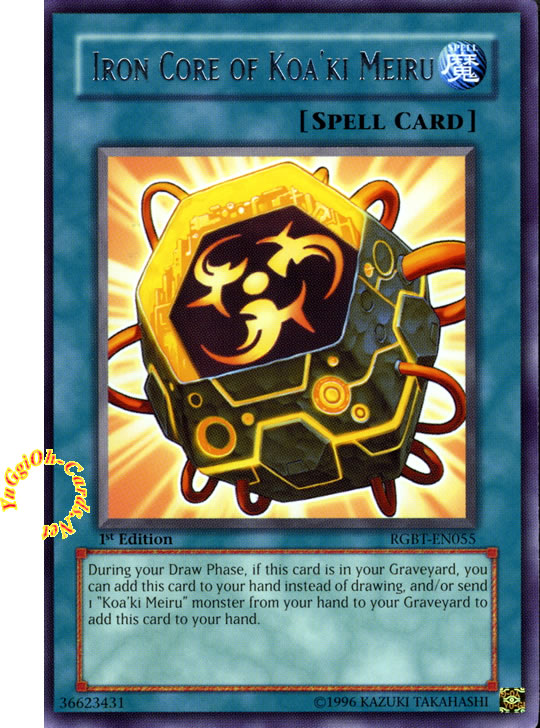 IRON CORE OF KOA'KI MEIRU
SPELL
魔
[SPELL CARD]
YuGgiOh-Cards.Net
1st Edition
RGBT-EN055
During your Draw Phase, if this card is in your Graveyard, you
can add this card to your hand instead of drawing, and/or send
1 "Koa'ki Meiru" monster from your hand to your Graveyard to
add this card to your hand.
36623431
©1996 KAZUKI TAKAHASHI